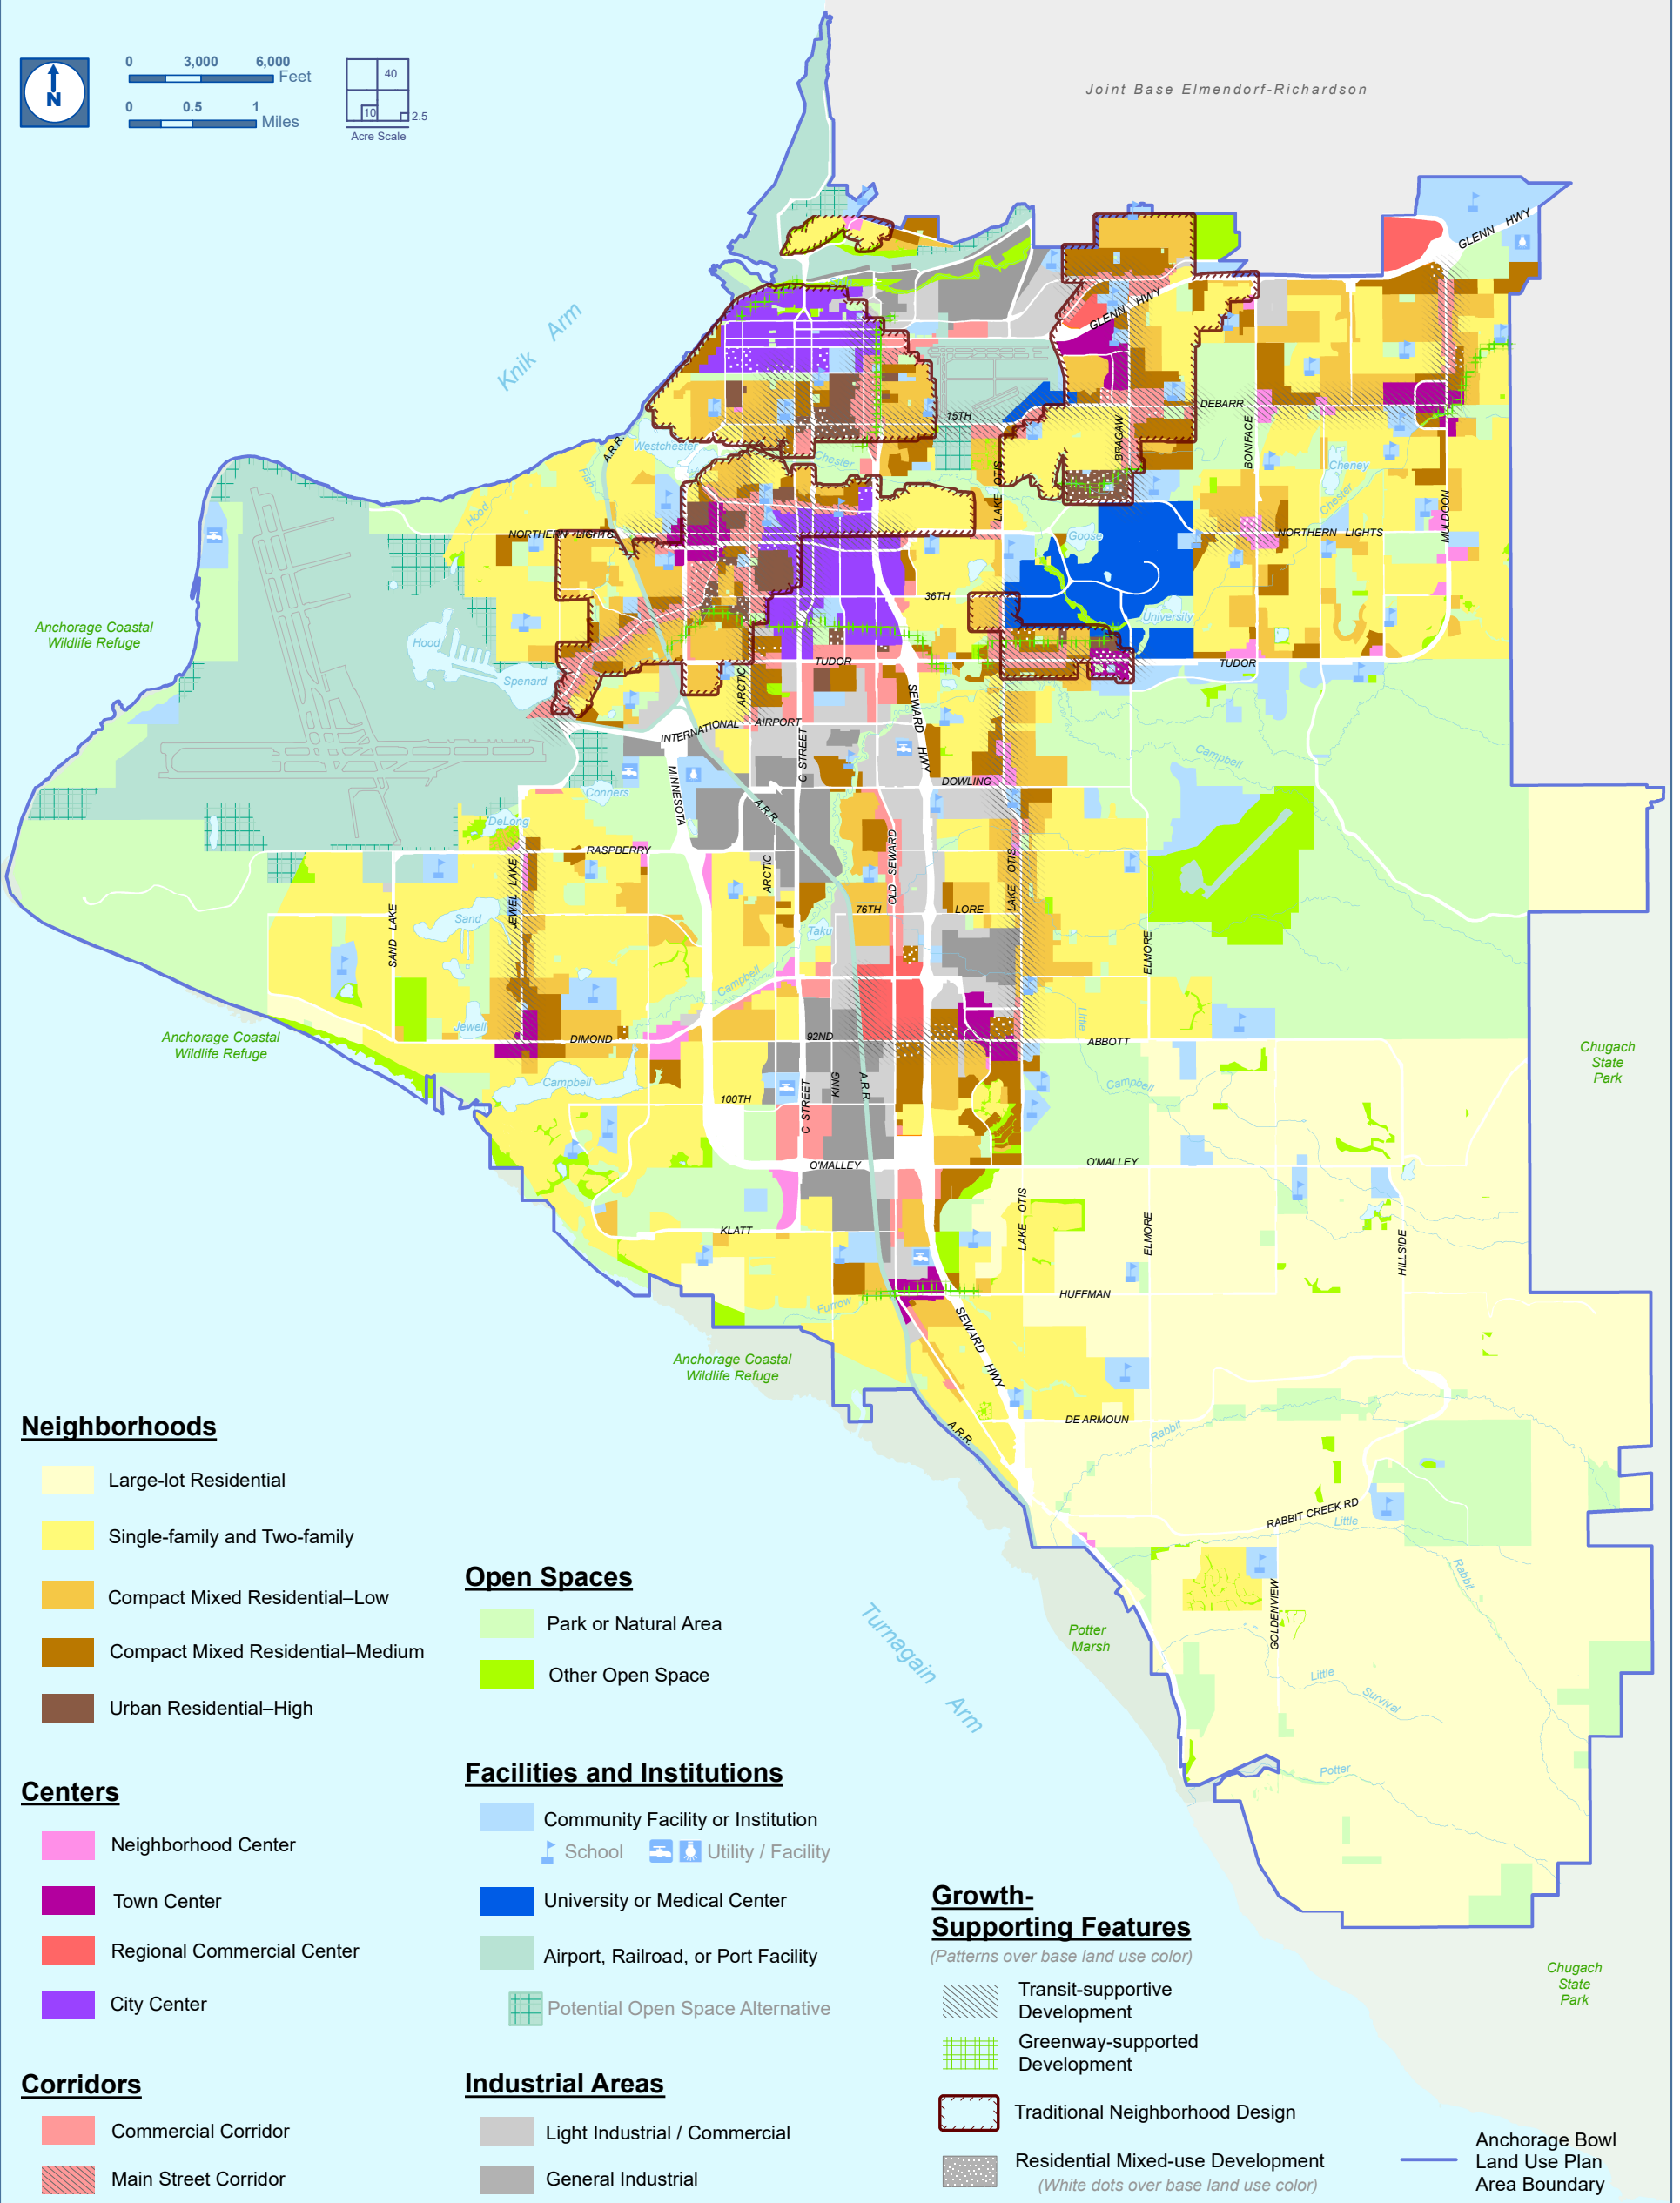 0 3,000 6,000
Feet
0 0.5 1
Miles
N
40
10
2.5
Acre Scale
Joint Base Elmendorf-Richardson
GLENN HWY
Knik Arm
GLENN HWY
15TH
DEBARR
BRAGAW
BONIFACE
A.R.R.
Westchester
Chester
Fish
Hood
LAKE OTIS
Cheney
Chester
MULDOON
NORTHERN LIGHTS
Goose
NORTHERN LIGHTS
36TH
University
Anchorage Coastal
Wildlife Refuge
Hood
Spenard
TUDOR
TUDOR
ARCTIC
SEWARD HWY
INTERNATIONAL AIRPORT
C STREET
Campbell
MINNESOTA
DOWLING
Conners
A.R.R.
DeLong
RASPBERRY
JEWEL LAKE
ARCTIC
OLD SEWARD
LAKE OTIS
76TH
LORE
SAND LAKE
Sand
Taku
ELMORE
Campbell
Jewell
Little
Anchorage Coastal
Wildlife Refuge
DIMOND
92ND
ABBOTT
Chugach
State
Park
Campbell
KING
A.R.R.
Campbell
C STREET
100TH
O'MALLEY
O'MALLEY
LAKE OTIS
ELMORE
HILLSIDE
KLATT
HUFFMAN
Furrow
SEWARD HWY
Anchorage Coastal
Wildlife Refuge
DE ARMOUN
A.R.R.
Rabbit
RABBIT CREEK RD
Little
Rabbit
GOLDENVIEW
Potter
Marsh
Turnagain Arm
Little
Survival
Potter
Chugach
State
Park
Neighborhoods
Large-lot Residential
Single-family and Two-family
Compact Mixed Residential–Low
Compact Mixed Residential–Medium
Urban Residential–High
Centers
Neighborhood Center
Town Center
Regional Commercial Center
City Center
Corridors
Commercial Corridor
Main Street Corridor
Open Spaces
Park or Natural Area
Other Open Space
Facilities and Institutions
Community Facility or Institution
School Utility / Facility
University or Medical Center
Airport, Railroad, or Port Facility
Potential Open Space Alternative
Industrial Areas
Light Industrial / Commercial
General Industrial
Growth-
Supporting Features
(Patterns over base land use color)
Transit-supportive
Development
Greenway-supported
Development
Traditional Neighborhood Design
Residential Mixed-use Development
(White dots over base land use color)
Anchorage Bowl
Land Use Plan
Area Boundary